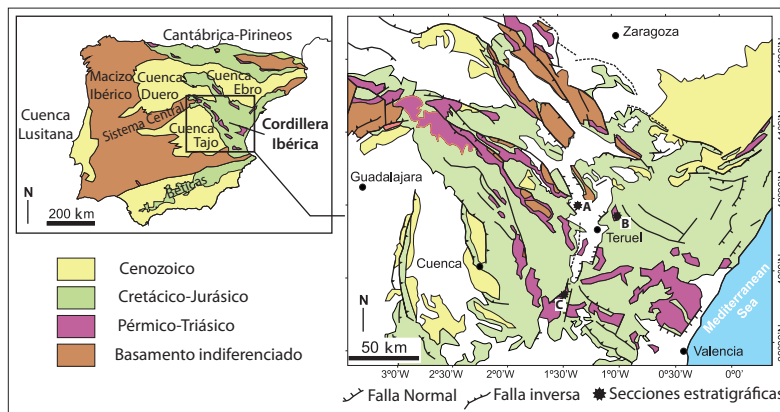 Cantábrica-Pirineos
Macizo
Ibérico
Cuenca
Duero
Cuenca
Ebro
Sistema Central
Cuenca
Lusitana
Cuenca
Tajo
Cordillera
Ibérica
Béticas
N
200 km
Cenozoico
Cretácico-Jurásico
Pérmico-Triásico
Basamento indiferenciado
Zaragoza
Guadalajara
A
B
Teruel
Cuenca
C
N
50 km
Mediterranean
Sea
Valencia
3°0'W 2°30'W 2°0'W 1°30'W 1°0'W 0°30'W 0°0'
Falla Normal Falla inversa Secciones estratigráficas